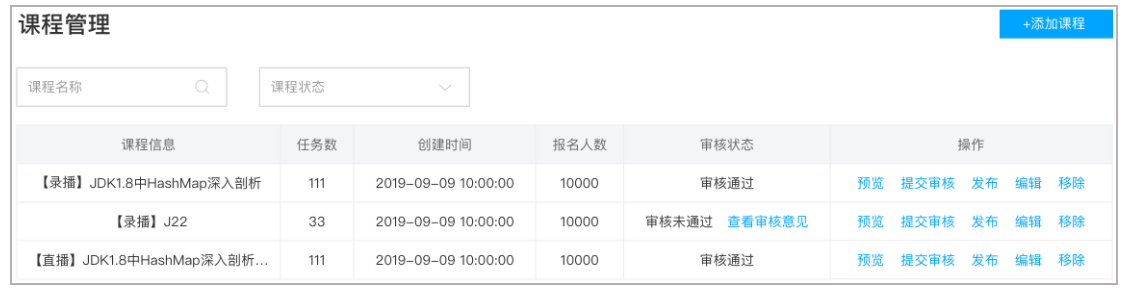 课程管理 +添加课程
课程名称 课程状态
课程信息 任务数 创建时间 报名人数 审核状态 操作
【录播】JDK1.8中HashMap深入剖析 111 2019-09-09 10:00:00 10000 审核通过 预览 提交审核 发布 编辑 移除
【录播】J22 33 2019-09-09 10:00:00 10000 审核未通过 查看审核意见 预览 提交审核 发布 编辑 移除
【直播】JDK1.8中HashMap深入剖析... 111 2019-09-09 10:00:00 10000 审核通过 预览 提交审核 发布 编辑 移除